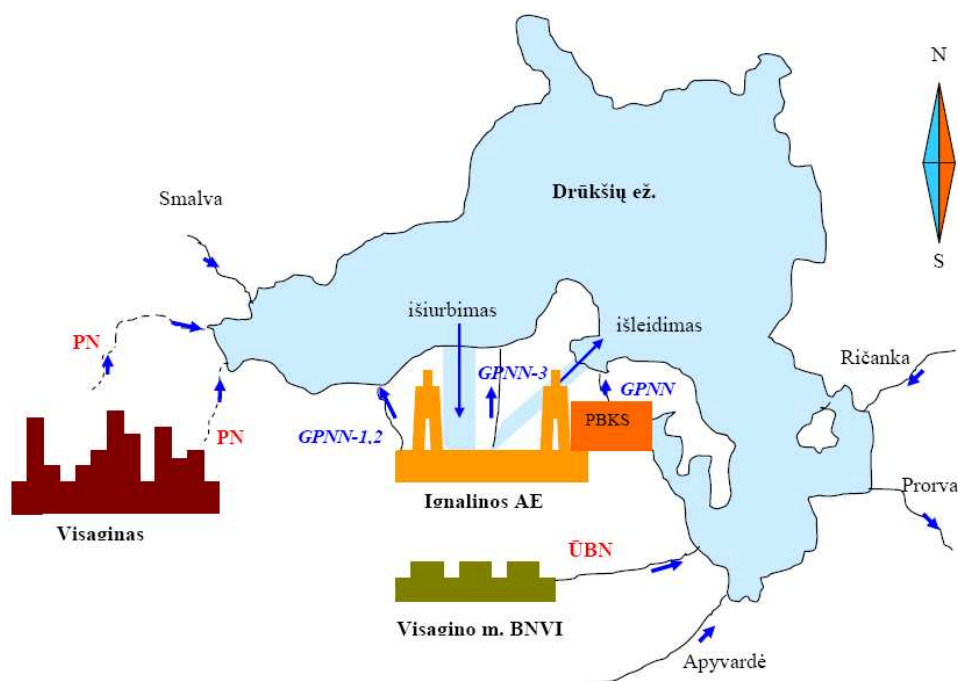 N
Drūkšių ež.
Smalva
S
išiurbimas
išleidimas
PN
Ričanka
GPNN-3
GPNN
PBKS
PN
GPNN-1,2
Prorva
Ignalinos AE
Visaginas
ŪBN
Visagino m. BNVI
Apyvardė